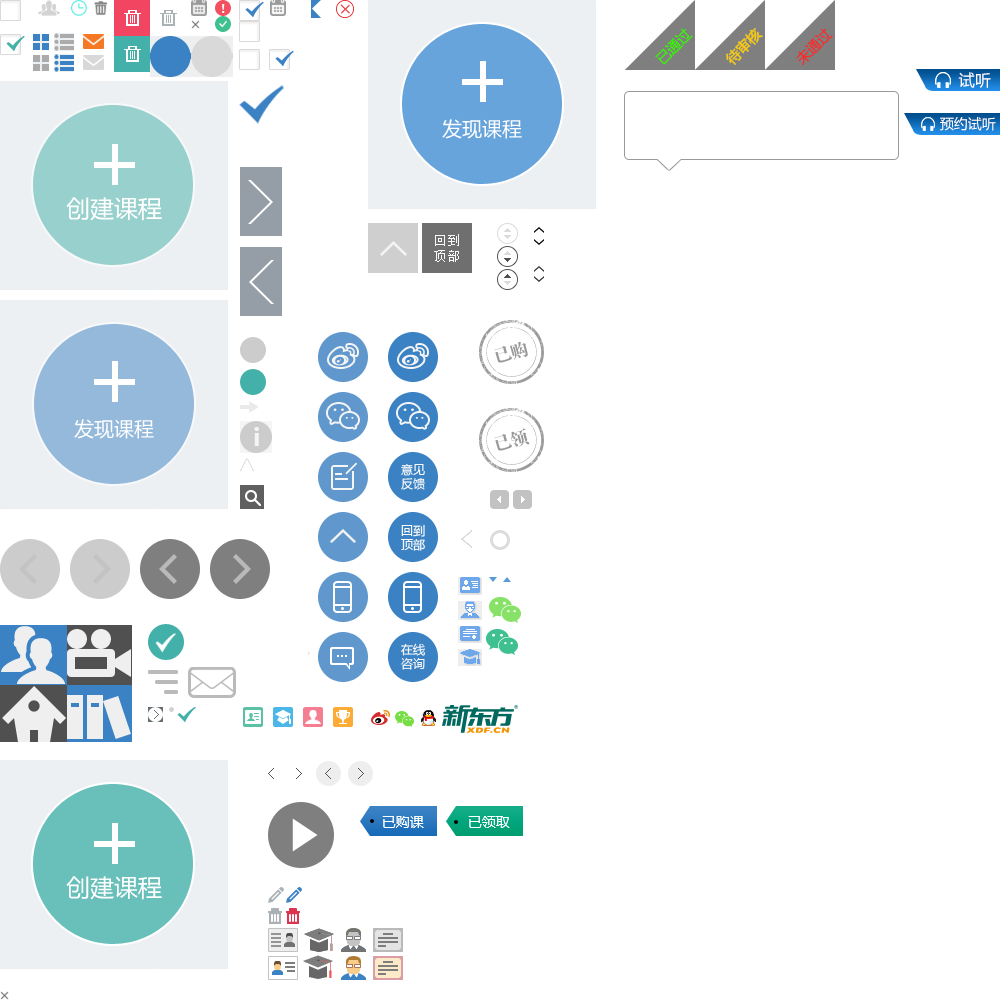 已通过
待审核
未通过
试听
预约试听
发现课程
创建课程
回到
顶部
已购
发现课程
已领
意见
反馈
回到
顶部
在线
咨询
新东方
XDF.CN
已购课
已领取
创建课程